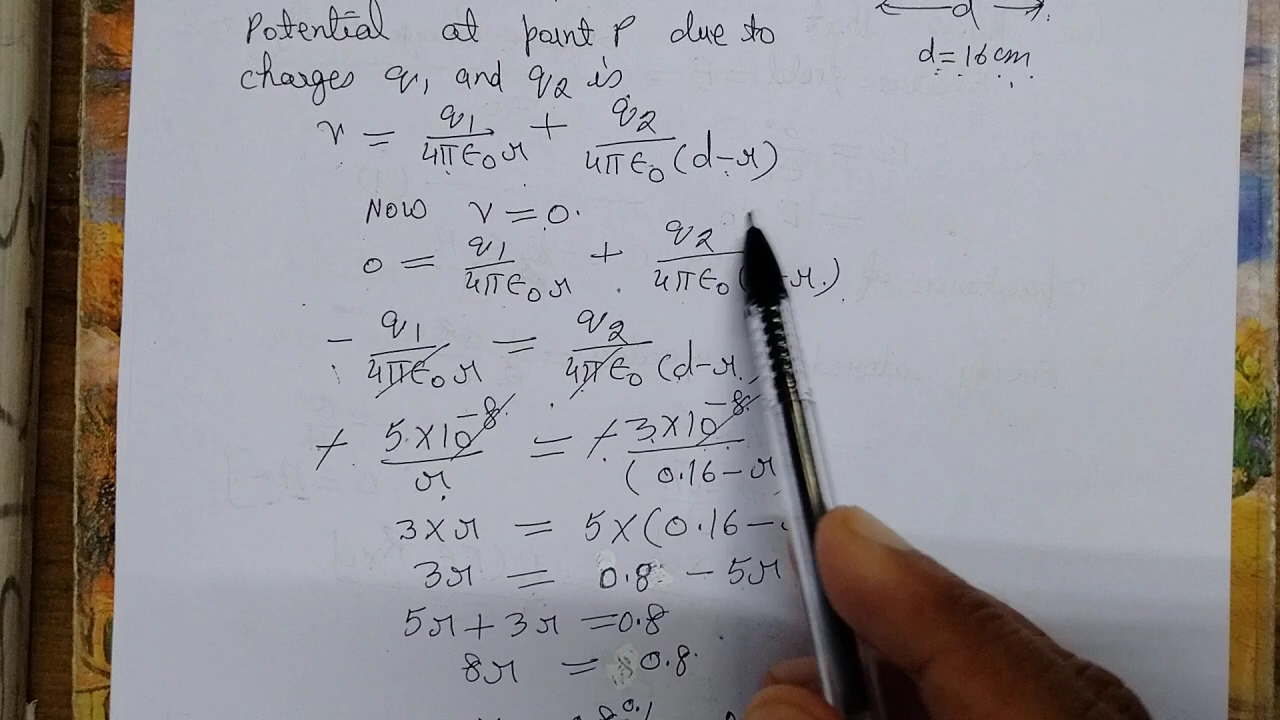 d
Potential at point P due to
d = 16 cm
charges q1 and q2 is
V = q1/4πϵ0r + q2/4πϵ0(d-r)
Now V = 0.
0 = q1/4πϵ0r + q2/4πϵ0( -r.)
- q1/4πϵ0r = q2/4πϵ0(d-r
- 5×10^-8/r = - 3×10^-8/(0.16-r
3×r = 5×(0.16-
3r = 0.8 - 5r
5r + 3r = 0.8
8r = 0.8.